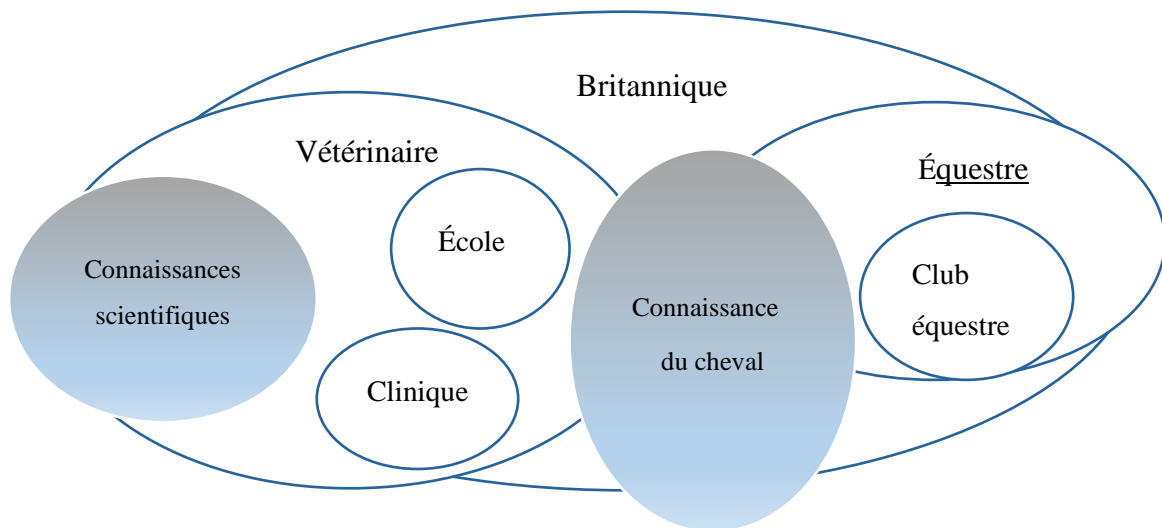 Britannique
Vétérinaire
Équestre
École
Connaissances
scientifiques
Club
équestre
Connaissance
du cheval
Clinique